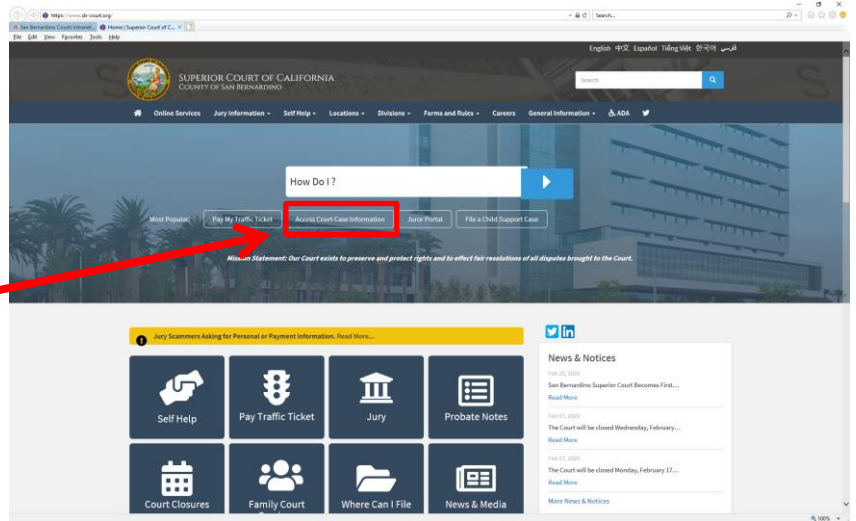 https://www.sb-court.org/
Search...
San Bernardino Courts Intranet...
Home | Superior Court of C...
File Edit View Favorites Tools Help
English 中文 Español Tiếng Việt 한국어 فارسی
SUPERIOR COURT OF CALIFORNIA
COUNTY OF SAN BERNARDINO
Search
Online Services Jury Information Self Help Locations Divisions Forms and Rules Careers General Information ADA
How Do I ?
Most Popular: Pay My Traffic Ticket Access Court Case Information Juror Portal File a Child Support Case
Mission Statement: Our Court exists to preserve and protect rights and to effect fair resolutions of all disputes brought to the Court.
Jury Scammers Asking for Personal or Payment Information. Read More...
Self Help
Pay Traffic Ticket
Jury
Probate Notes
Court Closures
Family Court
Where Can I File
News & Media
News & Notices
San Bernardino Superior Court Becomes First...
Read More
Feb 07, 2020
The Court will be closed Wednesday, February...
Read More
Feb 07, 2020
The Court will be closed Monday, February 17...
Read More
More News & Notices
100%